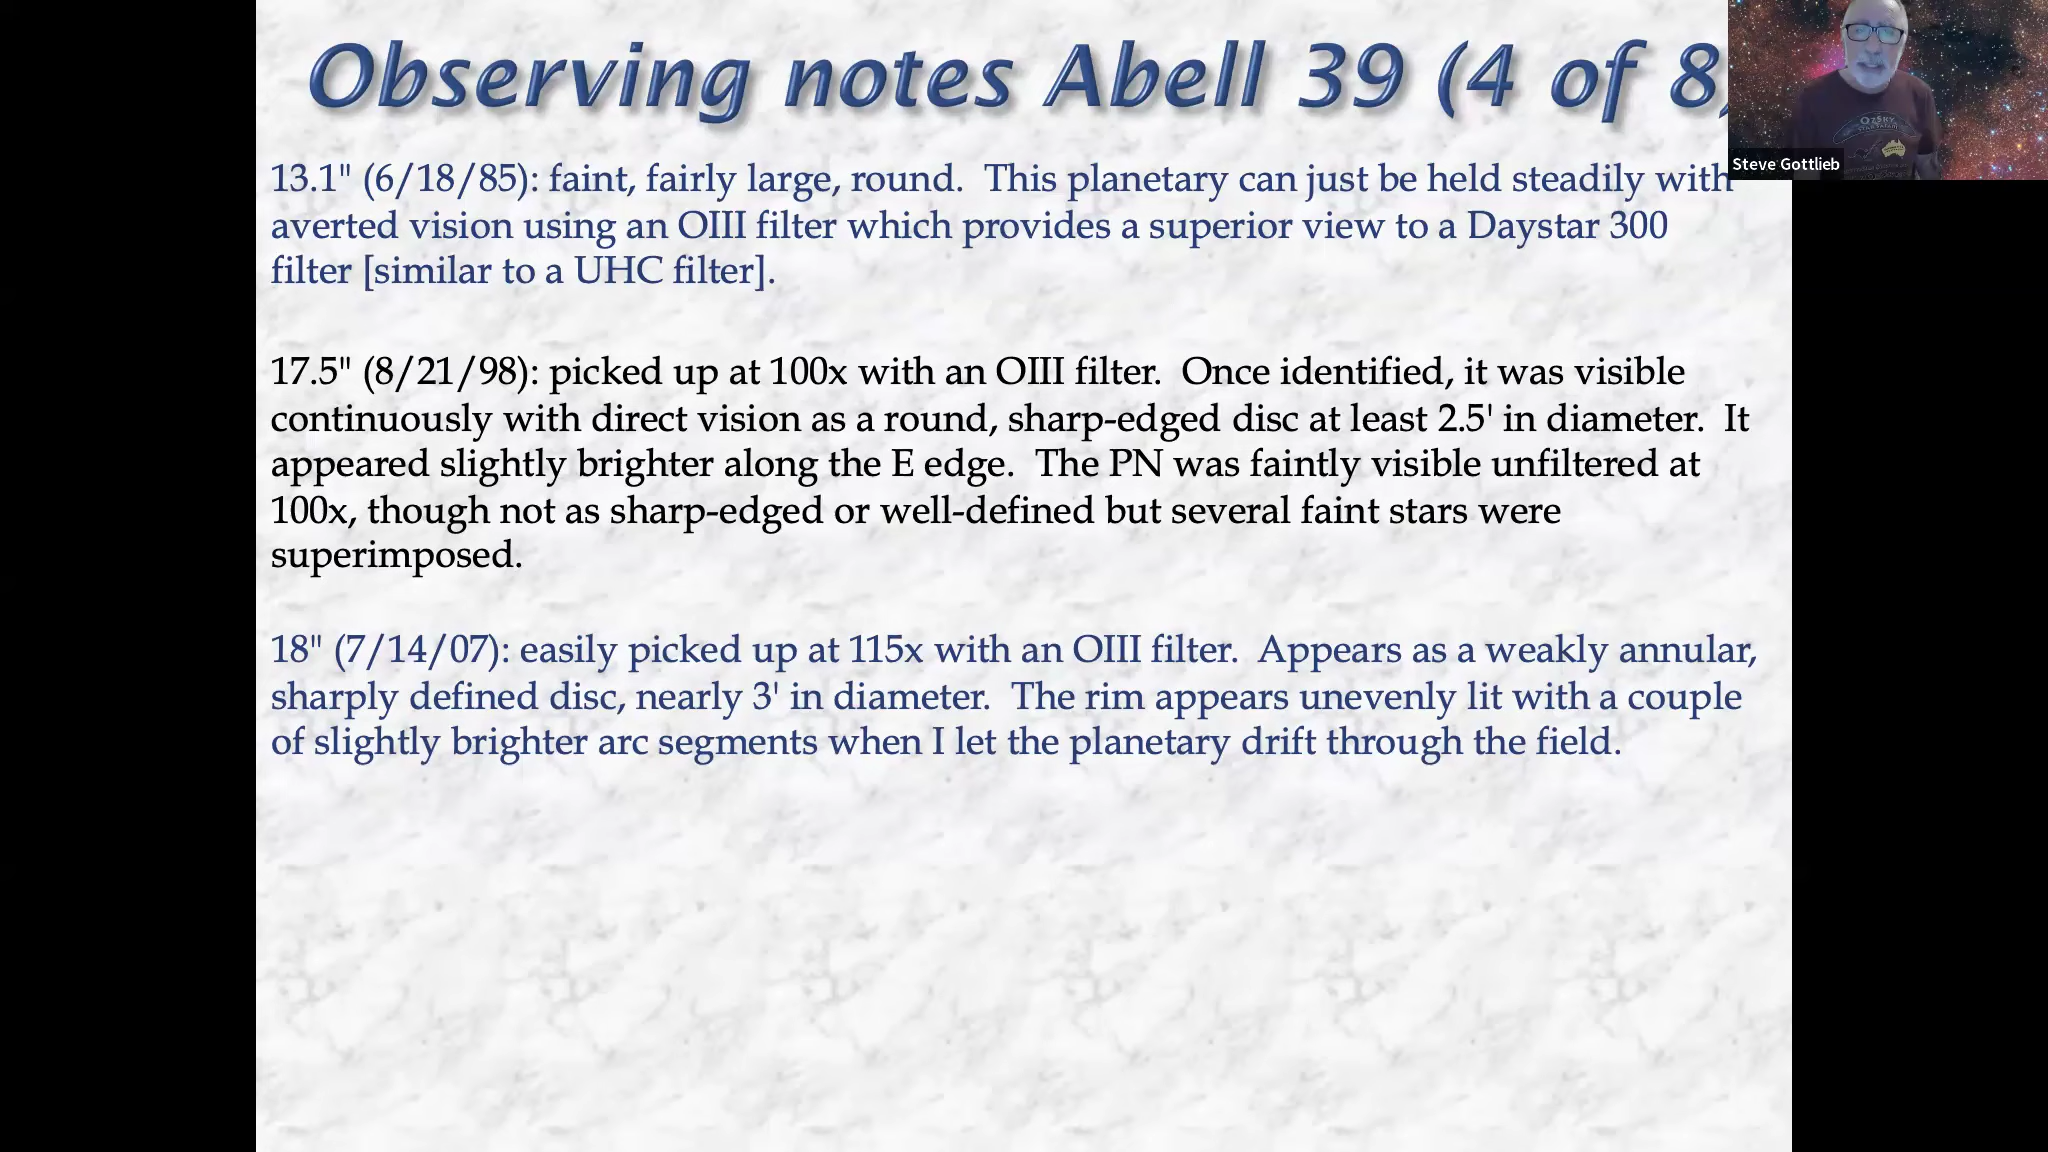 Observing notes Abell 39 (4 of 8)
Steve Gottlieb
OZSKY
STAR SAFARI
13.1" (6/18/85): faint, fairly large, round.  This planetary can just be held steadily with
averted vision using an OIII filter which provides a superior view to a Daystar 300
filter [similar to a UHC filter].
17.5" (8/21/98): picked up at 100x with an OIII filter.  Once identified, it was visible
continuously with direct vision as a round, sharp-edged disc at least 2.5' in diameter.  It
appeared slightly brighter along the E edge.  The PN was faintly visible unfiltered at
100x, though not as sharp-edged or well-defined but several faint stars were
superimposed.
18" (7/14/07): easily picked up at 115x with an OIII filter.  Appears as a weakly annular,
sharply defined disc, nearly 3' in diameter.  The rim appears unevenly lit with a couple
of slightly brighter arc segments when I let the planetary drift through the field.